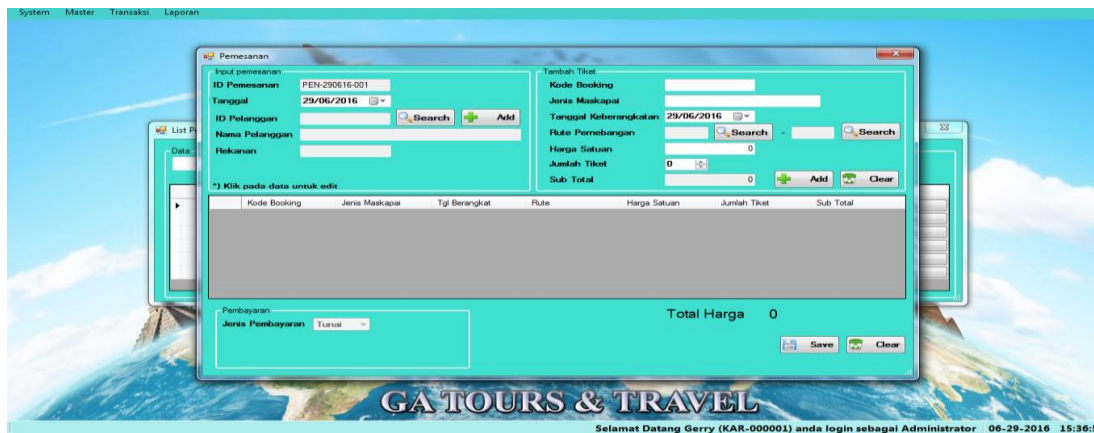 System Master Transaksi Laporan
Pemesanan
Input pemesanan
ID Pemesanan PEN-290616-001
Tanggal 29/06/2016
ID Pelanggan Search Add
Nama Pelanggan
Rekanan
*) Klik pada data untuk edit
Tambah Tiket
Kode Booking
Jenis Maskapai
Tanggal Keberangkatan 29/06/2016
Rute Pernebangan Search - Search
Harga Satuan 0
Jumlah Tiket 0
Sub Total 0 Add Clear
List P
Data
Kode Booking Jenis Maskapai Tgl Berangkat Rute Harga Satuan Jumlah Tiket Sub Total
Pembayaran
Jenis Pembayaran Tunai
Total Harga 0
Save Clear
GA TOURS & TRAVEL
Selamat Datang Gerry (KAR-000001) anda login sebagai Administrator 06-29-2016 15:36: